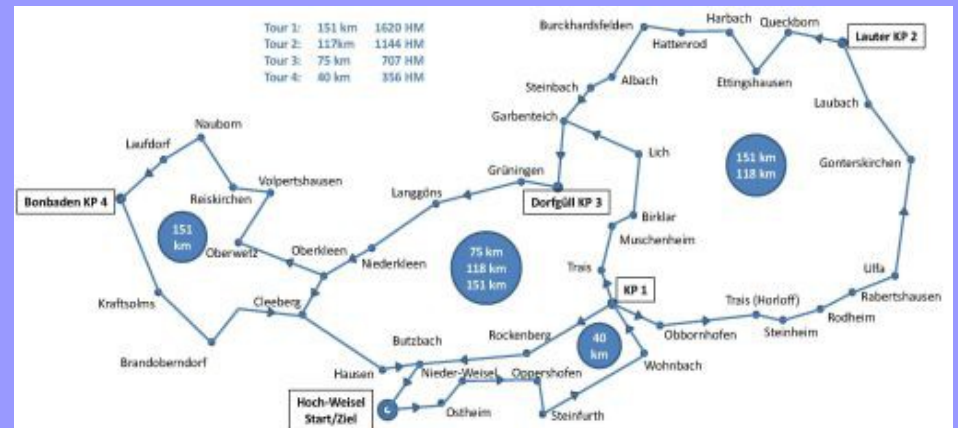 Tour 1: 151 km 1620 HM
Tour 2: 117km 1144 HM
Tour 3: 75 km 707 HM
Tour 4: 40 km 356 HM
Burckhardsfelden
Harbach
Queckborn
Hattenrod
Lauter KP 2
Steinbach
Albach
Ettingshausen
Laubach
Garbenteich
Nauborn
Laufdorf
Lich
151 km
118 km
Gonterskirchen
Grüningen
Volpertshausen
Reiskirchen
Langgöns
Dorfgüll KP 3
Bonbaden KP 4
151
km
Birklar
Muschenheim
Oberwetz
Oberkleen
Niederkleen
75 km
118 km
151 km
Trais
Ulfa
KP 1
Kraftsolms
Cleeberg
Trais (Horloff)
Rabertshausen
Rodheim
Obbornhofen
Steinheim
Rockenberg
40
km
Butzbach
Brandoberndorf
Hausen
Nieder-Weisel
Oppershofen
Wohnbach
Hoch-Weisel
Start/Ziel
Ostheim
Steinfurth